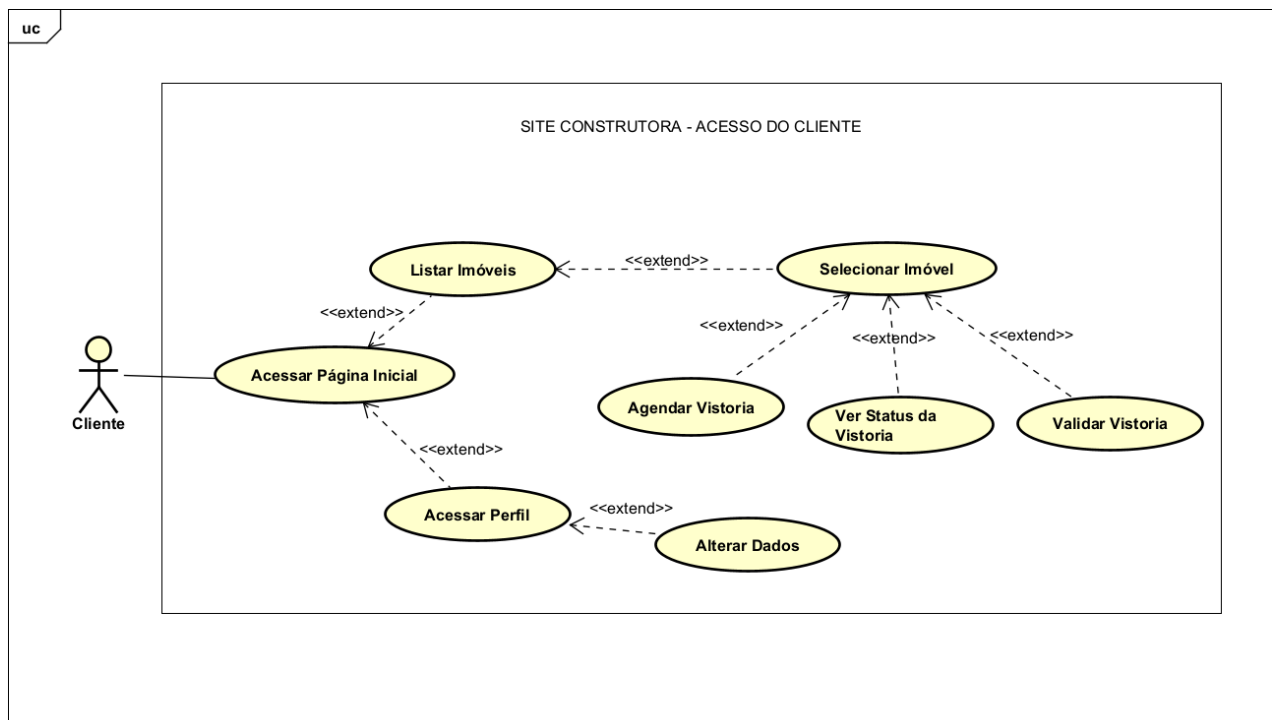 uc
SITE CONSTRUTORA - ACESSO DO CLIENTE
Listar Imóveis
<<extend>>
Selecionar Imóvel
<<extend>>
<<extend>>
<<extend>>
<<extend>>
Acessar Página Inicial
Cliente
Agendar Vistoria
Ver Status da
Vistoria
Validar Vistoria
<<extend>>
Acessar Perfil
<<extend>>
Alterar Dados